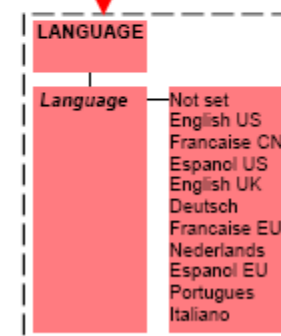 LANGUAGE
Language
Not set
English US
Francaise CN
Espanol US
English UK
Deutsch
Francaise EU
Nederlands
Espanol EU
Portugues
Italiano